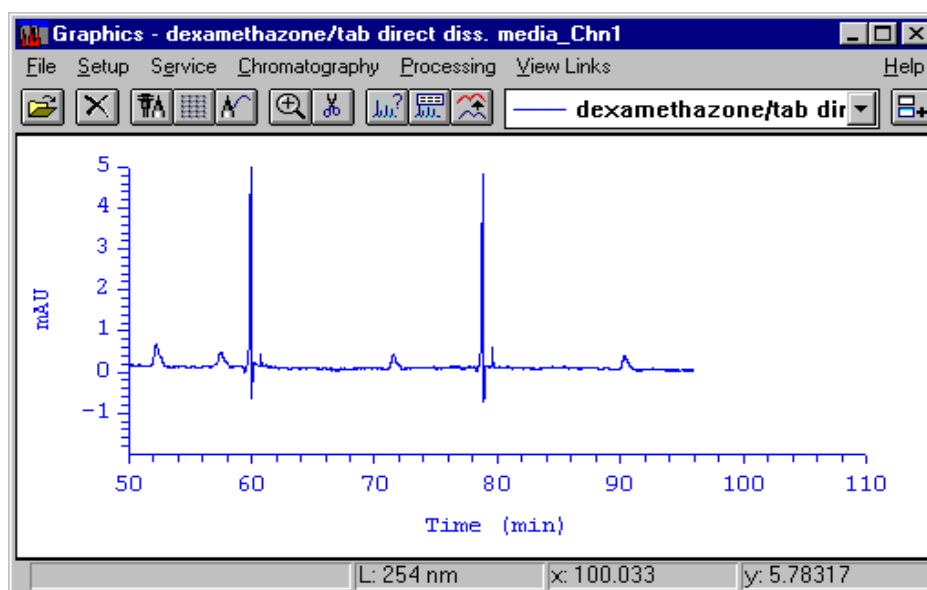 Graphics - dexamethazone/tab direct diss. media_Chn1
File Setup Service Chromatography Processing View Links Help
dexamethazone/tab dir
5
4
3
2
1
0
-1
mAU
50 60 70 80 90 100 110
Time (min)
L: 254 nm x: 100.033 y: 5.78317